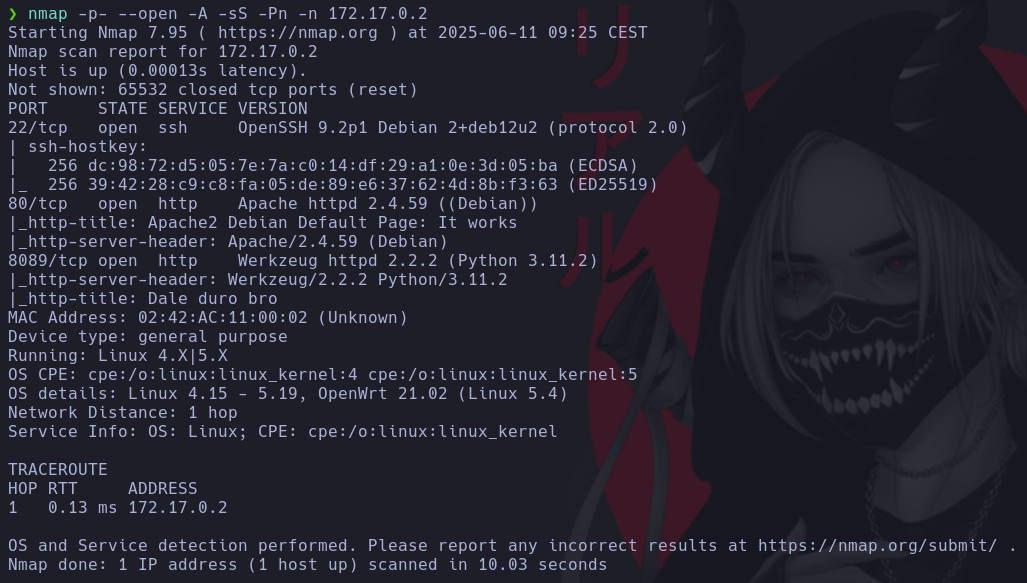 ❯ nmap -p- --open -A -sS -Pn -n 172.17.0.2
Starting Nmap 7.95 ( https://nmap.org ) at 2025-06-11 09:25 CEST
Nmap scan report for 172.17.0.2
Host is up (0.00013s latency).
Not shown: 65532 closed tcp ports (reset)
PORT     STATE SERVICE VERSION
22/tcp   open  ssh     OpenSSH 9.2p1 Debian 2+deb12u2 (protocol 2.0)
| ssh-hostkey:
|   256 dc:98:72:d5:05:7e:7a:c0:14:df:29:a1:0e:3d:05:ba (ECDSA)
|_  256 39:42:28:c9:c8:fa:05:de:89:e6:37:62:4d:8b:f3:63 (ED25519)
80/tcp   open  http    Apache httpd 2.4.59 ((Debian))
|_http-title: Apache2 Debian Default Page: It works
|_http-server-header: Apache/2.4.59 (Debian)
8089/tcp open  http    Werkzeug httpd 2.2.2 (Python 3.11.2)
|_http-server-header: Werkzeug/2.2.2 Python/3.11.2
|_http-title: Dale duro bro
MAC Address: 02:42:AC:11:00:02 (Unknown)
Device type: general purpose
Running: Linux 4.X|5.X
OS CPE: cpe:/o:linux:linux_kernel:4 cpe:/o:linux:linux_kernel:5
OS details: Linux 4.15 - 5.19, OpenWrt 21.02 (Linux 5.4)
Network Distance: 1 hop
Service Info: OS: Linux; CPE: cpe:/o:linux:linux_kernel

TRACEROUTE
HOP RTT     ADDRESS
1   0.13 ms 172.17.0.2

OS and Service detection performed. Please report any incorrect results at https://nmap.org/submit/ .
Nmap done: 1 IP address (1 host up) scanned in 10.03 seconds
リアル